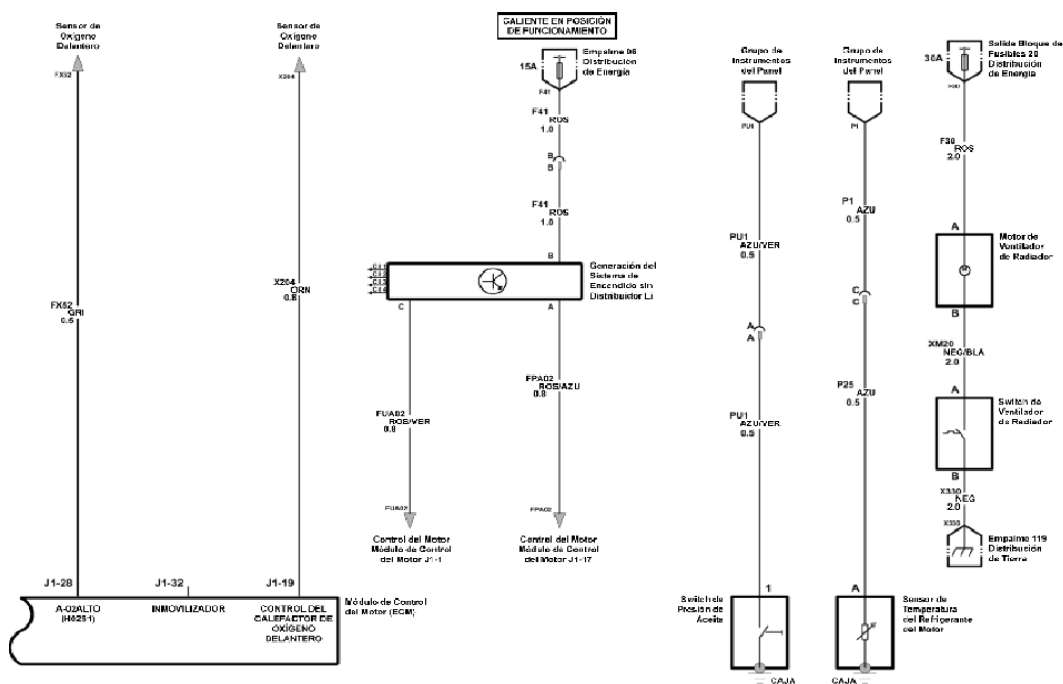 Sensor de
Oxígeno
Delantero
FX52
FX52
GRI
0.5
J1-28
A-O2ALTO
(HO2S1)
J1-32
INMOVILIZADOR
Sensor de
Oxígeno
Delantero
X204
X204
ORN
0.8
J1-19
CONTROL DEL
CALEFACTOR DE
OXÍGENO
DELANTERO
Módulo de Control
del Motor (ECM)
CALIENTE EN POSICIÓN
DE FUNCIONAMIENTO
15A
Empalme 06
Distribución
de Energía
F41
F41
ROS
1.0
B
B
F41
ROS
1.0
B
Generación del
Sistema de
Encendido sin
Distribuidor
C
A
FUA02
ROS/VER
0.8
FUA02
Control del Motor
Módulo de Control
del Motor J1-1
FPA02
ROS/AZU
0.8
FPA02
Control del Motor
Módulo de Control
del Motor J1-17
Grupo de
Instrumentos
del Panel
PU1
PU1
AZU/VER
0.5
A
A
PU1
AZU/VER
0.5
1
Switch de
Presión de
Aceite
CAJA
Grupo de
Instrumentos
del Panel
P1
P1
AZU
0.5
C
C
P25
AZU
0.5
A
Sensor de
Temperatura
del Refrigerante
del Motor
CAJA
30A
Salida Bloque de
Fusibles 20
Distribución
de Energía
F80
ROS
2.0
A
Motor de
Ventilador
de Radiador
B
XM20
NEG/BLA
2.0
A
Switch de
Ventilador
de Radiador
B
X330
NEG
2.0
Empalme 119
Distribución
de Tierra